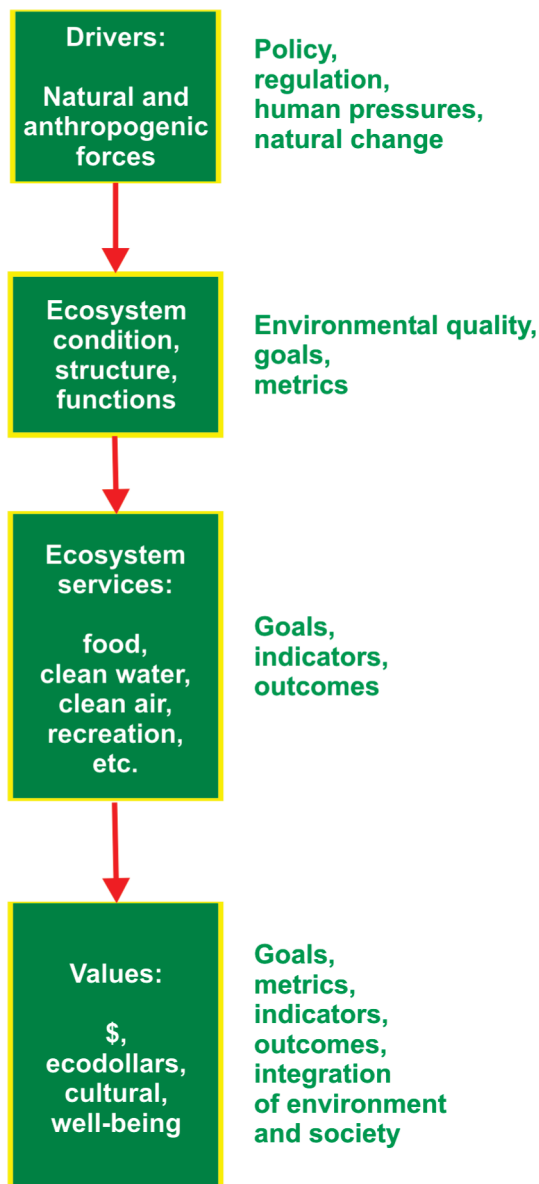 Drivers:
Natural and
anthropogenic
forces
Policy,
regulation,
human pressures,
natural change
Ecosystem
condition,
structure,
functions
Environmental quality,
goals,
metrics
Ecosystem
services:
food,
clean water,
clean air,
recreation,
etc.
Goals,
indicators,
outcomes
Values:
$,
ecodollars,
cultural,
well-being
Goals,
metrics,
indicators,
outcomes,
integration
of environment
and society